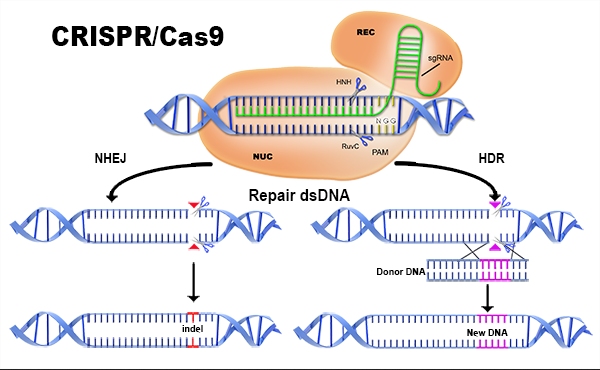 CRISPR/Cas9
REC
sgRNA
HNH
NGG
RuvC
PAM
NUC
NHEJ
HDR
Repair dsDNA
Donor DNA
indel
New DNA